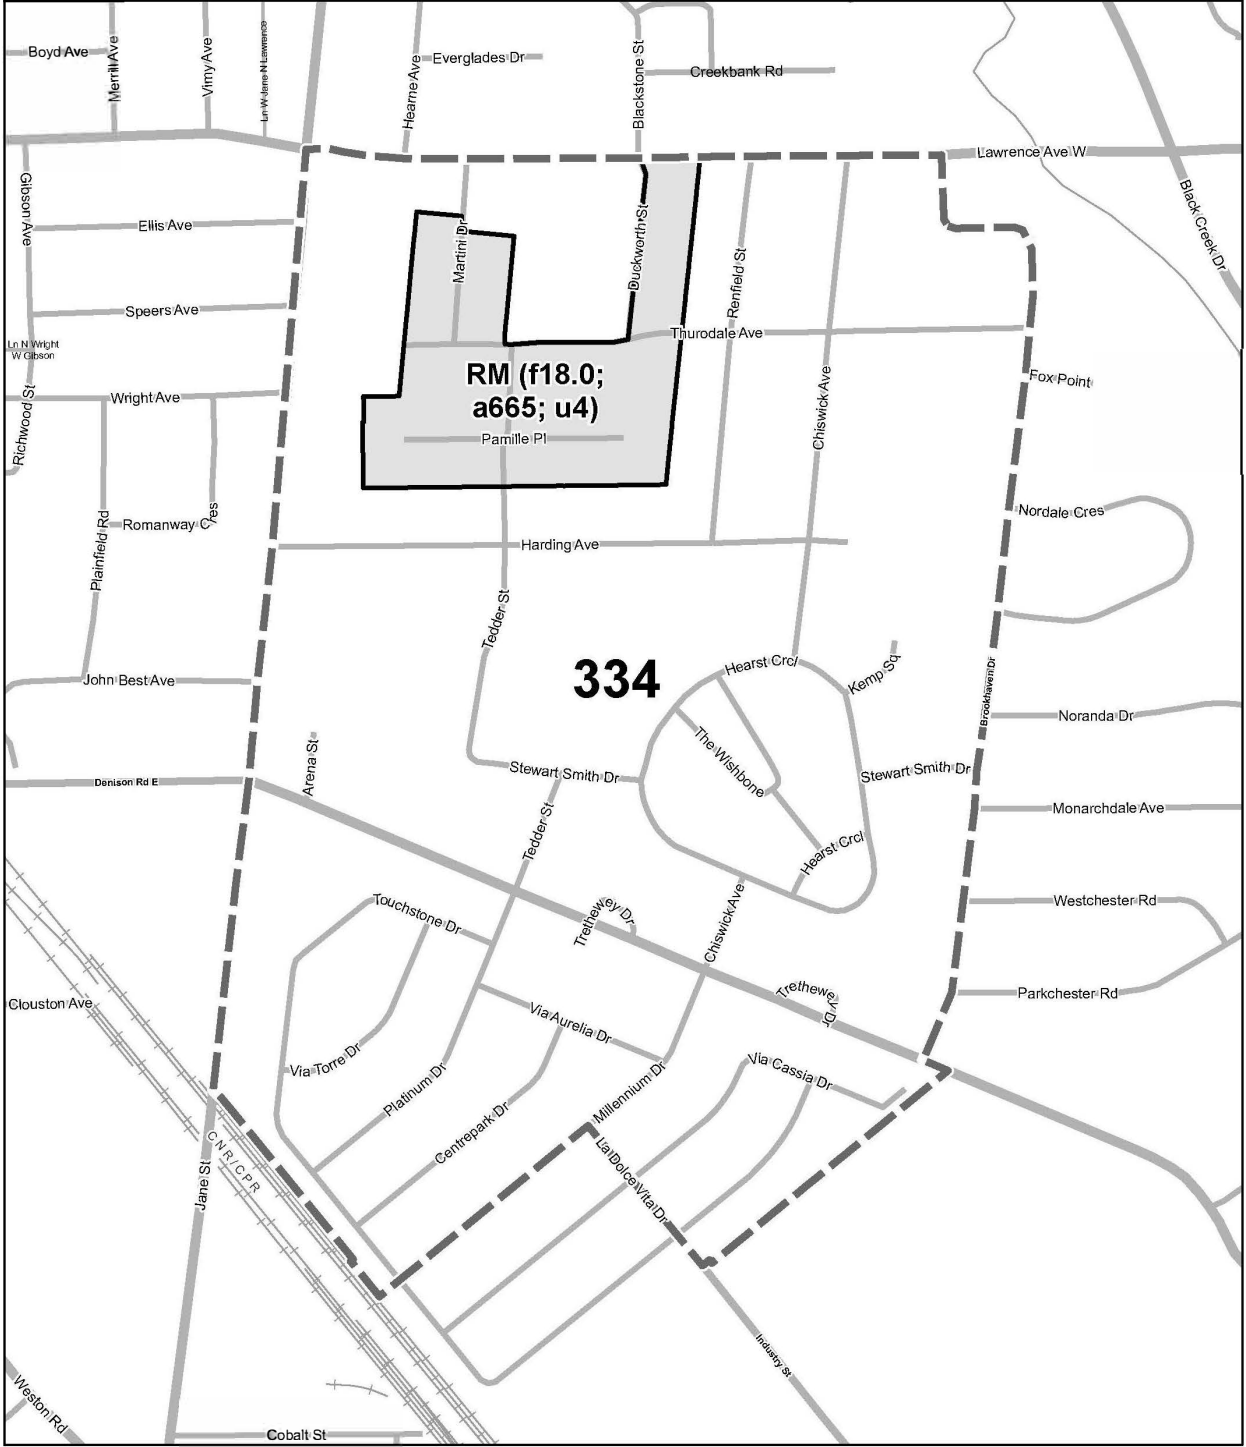 Boyd Ave
Merrill Ave
Vimy Ave
Ln W Jane N Lawrence
Hearne Ave
Everglades Dr
Blackstone St
Creekbank Rd
Lawrence Ave W
Black Creek Dr
Gibson Ave
Ellis Ave
Martini Dr
Duckworth St
Renfield St
Speers Ave
Thurodale Ave
Ln N Wright
W Gibson
RM (f18.0;
a665; u4)
Fox Point
Wright Ave
Richwood St
Chiswick Ave
Pamille Pl
Nordale Cres
Romanway Cres
Plainfield Rd
Harding Ave
Tedder St
334
Hearst Crcl
Kemp Sq
John Best Ave
Brookhaven Dr
Noranda Dr
The Wishbone
Arena St
Stewart Smith Dr
Stewart Smith Dr
Denison Rd E
Monarchdale Ave
Tedder St
Hearst Crcl
Touchstone Dr
Trethewey Dr
Chiswick Ave
Westchester Rd
Clouston Ave
Trethewey Dr
Parkchester Rd
Via Aurelia Dr
Via Torre Dr
Platinum Dr
Millennium Dr
Via Cassia Dr
Centrepark Dr
CNR/CPR
Jane St
La Dolce Vita Dr
Industry St
Weston Rd
Cobalt St